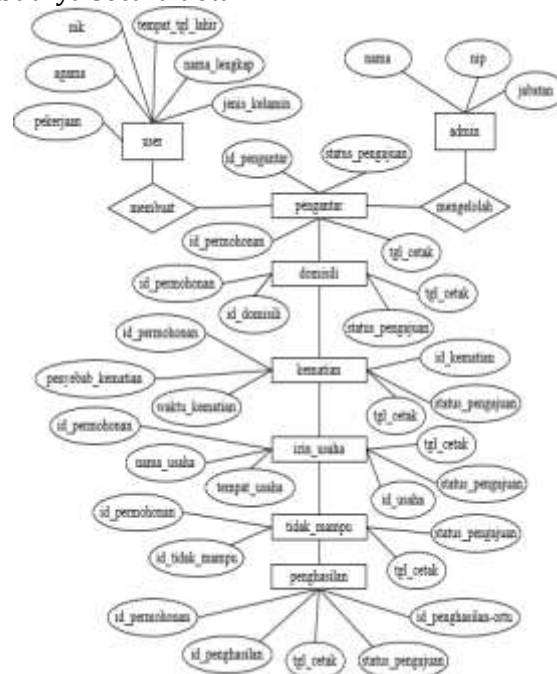 nik
tempat_tgl_lahir
agama
nama_lengkap
pekerjaan
jenis_kelamin
user
nama
nip
jabatan
admin
id_pengantar
status_pengajuan
membuat
pengantar
mengelolah
id_permohonan
tgl_cetak
domisili
id_permohonan
tgl_cetak
id_domisili
status_pengajuan
id_permohonan
id_kematian
kematian
penyebab_kematian
waktu_kematian
status_pengajuan
tgl_cetak
id_permohonan
tgl_cetak
izin_usaha
nama_usaha
tempat_usaha
status_pengajuan
id_usaha
id_permohonan
tidak_mampu
status_pengajuan
id_tidak_mampu
tgl_cetak
penghasilan
id_permohonan
id_penghasilan-ortu
id_penghasilan
tgl_cetak
status_pengajuan